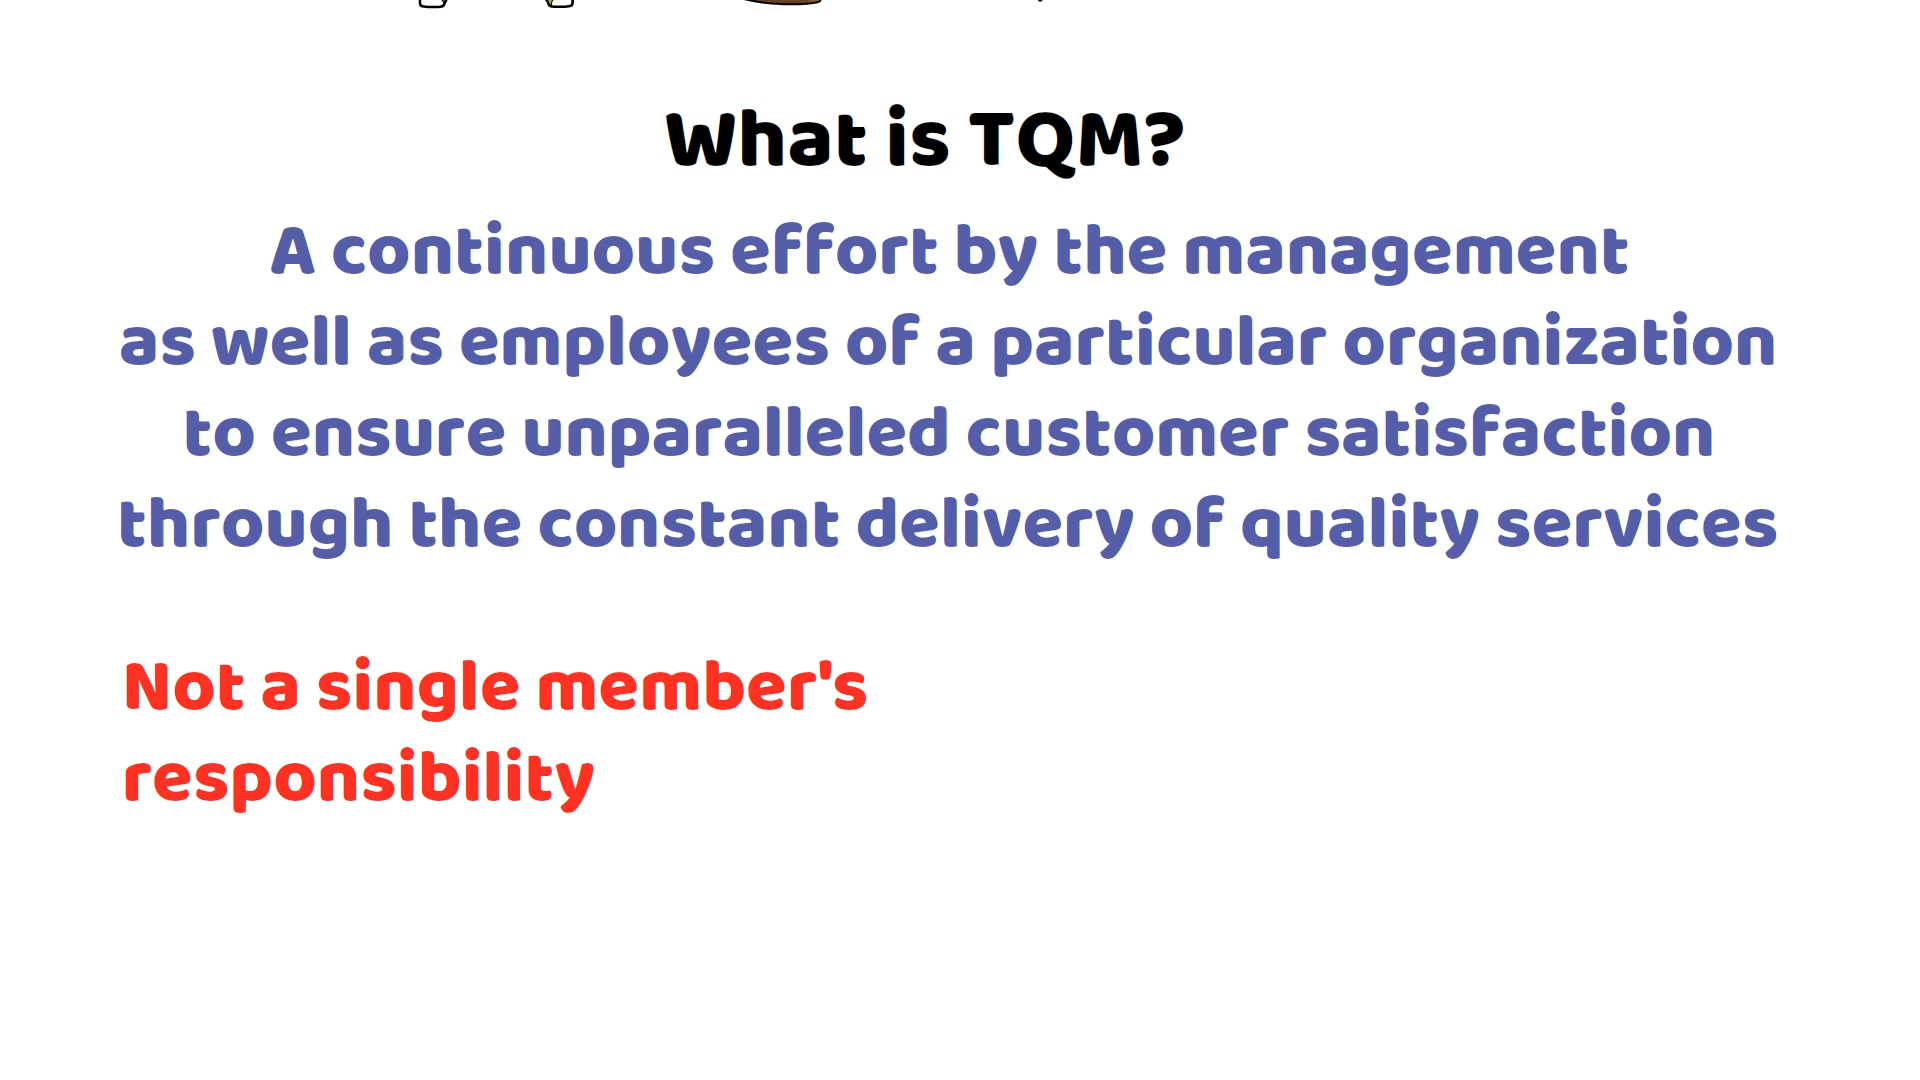 What is TQM?
A continuous effort by the management
as well as employees of a particular organization
to ensure unparalleled customer satisfaction
through the constant delivery of quality services
Not a single member's
responsibility